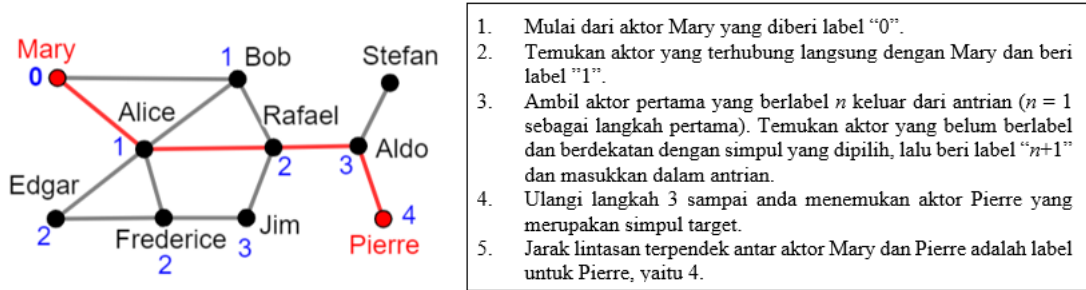 Mary
0
1
Bob
Stefan
Alice
Rafael
1
2
3
Aldo
Edgar
2
Frederice
2
Jim
3
4
Pierre
1. Mulai dari aktor Mary yang diberi label “0”.
2. Temukan aktor yang terhubung langsung dengan Mary dan beri
label ”1”.
3. Ambil aktor pertama yang berlabel n keluar dari antrian (n = 1
sebagai langkah pertama). Temukan aktor yang belum berlabel
dan berdekatan dengan simpul yang dipilih, lalu beri label “n+1”
dan masukkan dalam antrian.
4. Ulangi langkah 3 sampai anda menemukan aktor Pierre yang
merupakan simpul target.
5. Jarak lintasan terpendek antar aktor Mary dan Pierre adalah label
untuk Pierre, yaitu 4.